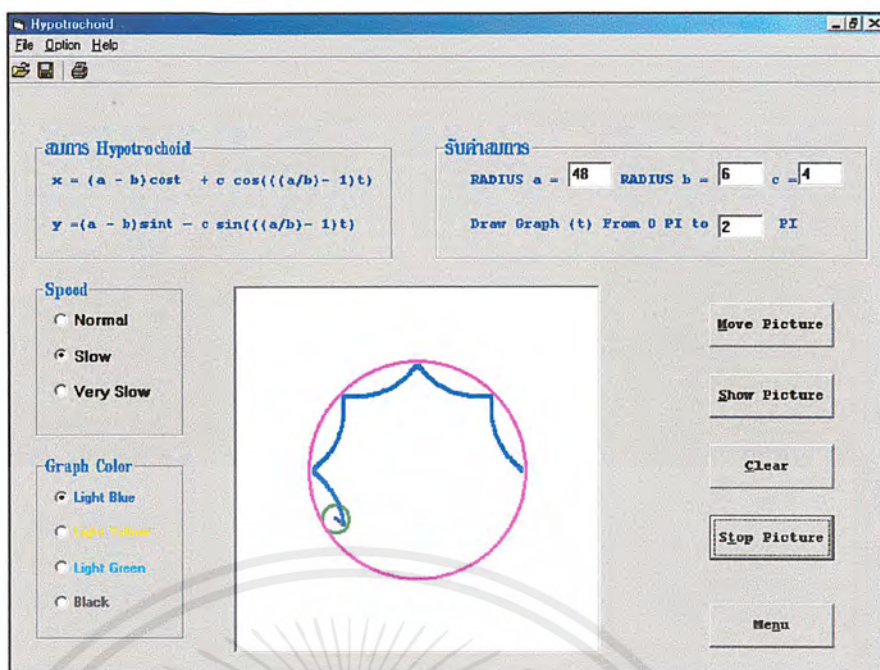 Hypotrochoid
File Option Help
สมการ Hypotrochoid
x = (a - b)cost + c cos(((a/b)- 1)t)
y =(a - b)sint - c sin(((a/b)- 1)t)
รับค่าสมการ
RADIUS a = 48 RADIUS b = 6 c = 4
Draw Graph (t) From 0 PI to 2 PI
Speed
Normal
Slow
Very Slow
Graph Color
Light Blue
Light Yellow
Light Green
Black
Move Picture
Show Picture
Clear
Stop Picture
Menu